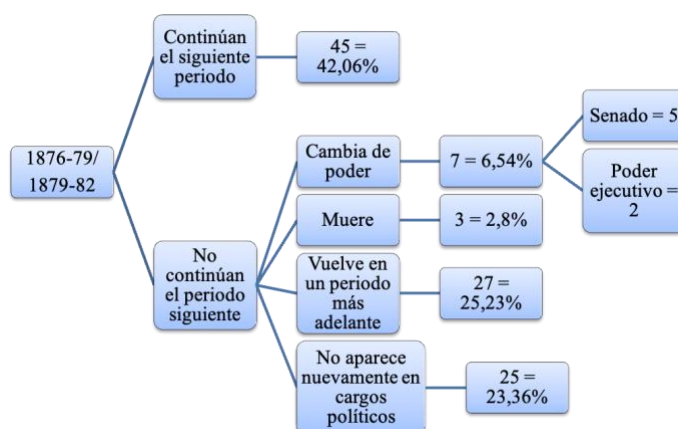 1876-79/
1879-82
Continúan
el siguiente
periodo
45 =
42,06%
No
continúan
el periodo
siguiente
Cambia de
poder
7 = 6,54%
Senado = 5
Poder
ejecutivo =
2
Muere
3 = 2,8%
Vuelve en
un periodo
más
adelante
27 =
25,23%
No aparece
nuevamente en
cargos
políticos
25 =
23,36%